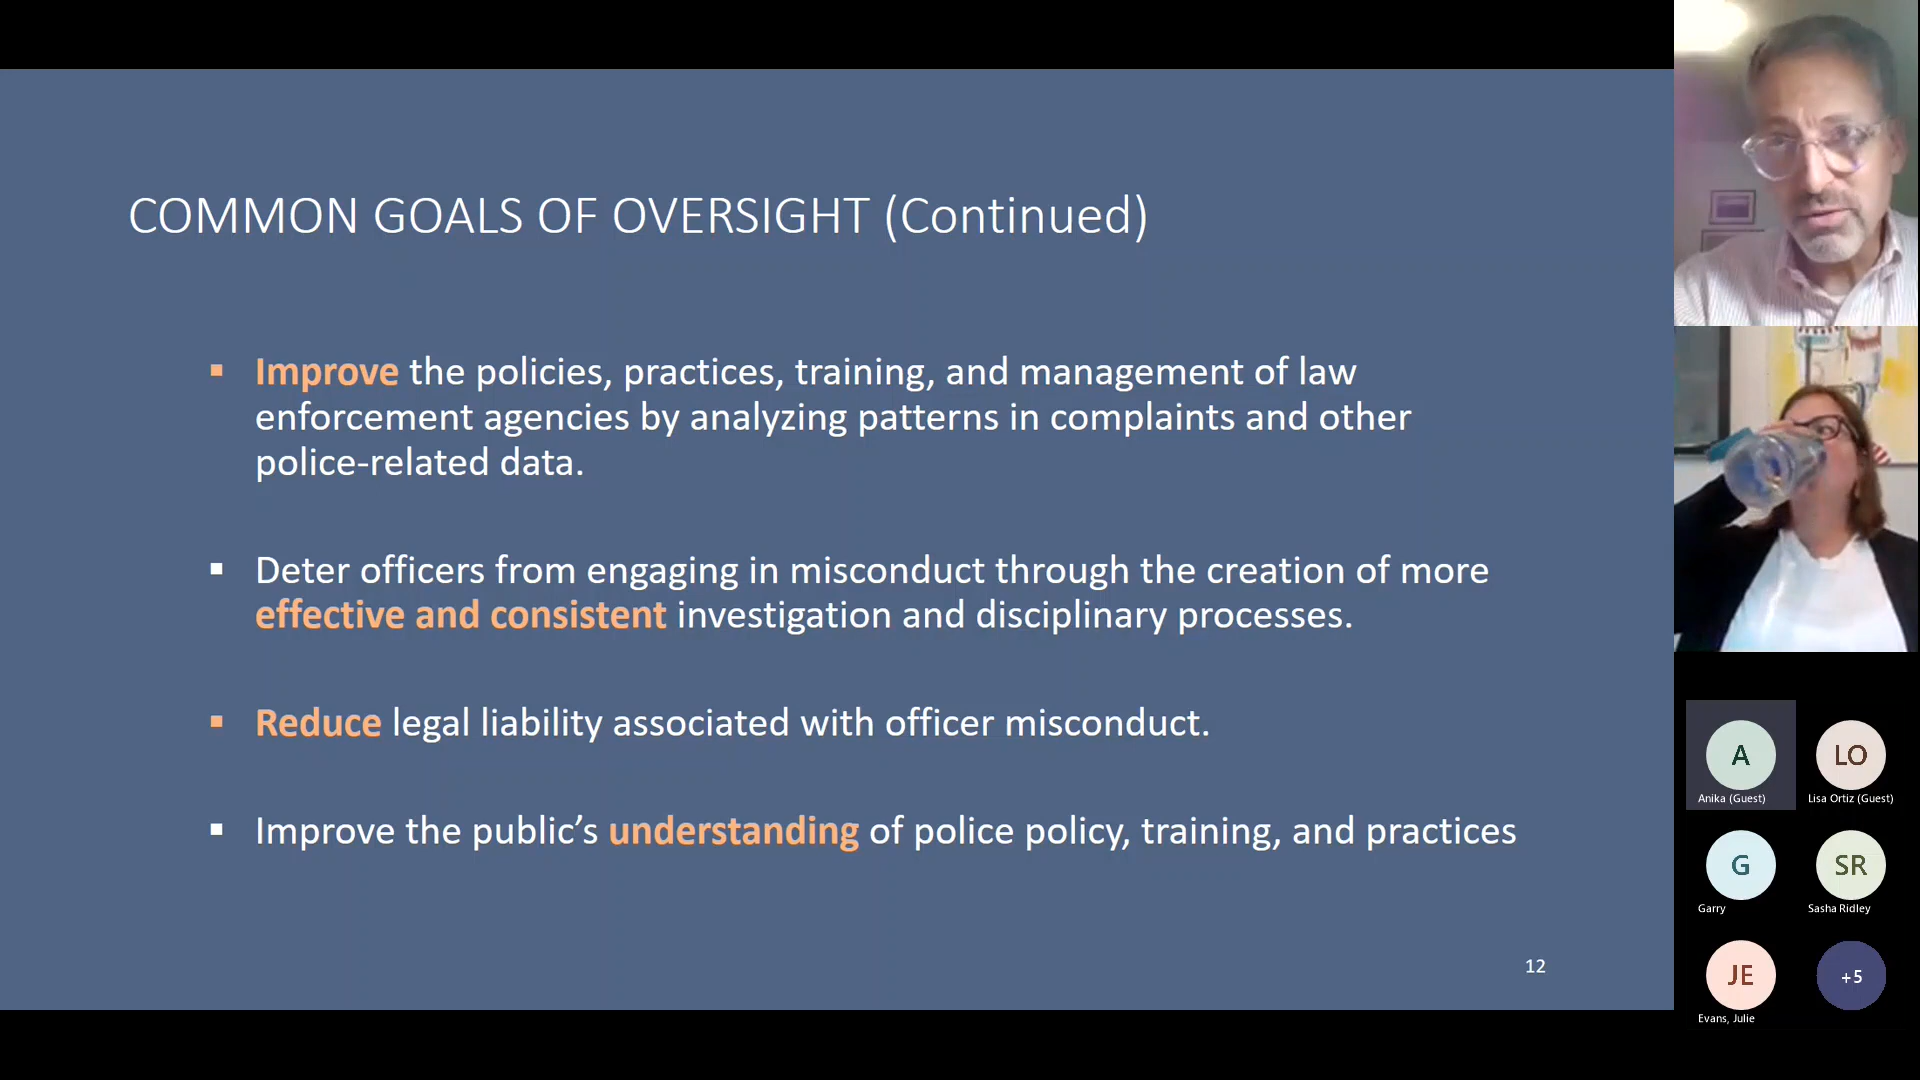 COMMON GOALS OF OVERSIGHT (Continued)
▪ Improve the policies, practices, training, and management of law
enforcement agencies by analyzing patterns in complaints and other
police-related data.
▪ Deter officers from engaging in misconduct through the creation of more
effective and consistent investigation and disciplinary processes.
▪ Reduce legal liability associated with officer misconduct.
▪ Improve the public’s understanding of police policy, training, and practices
12
A
Anika (Guest)
LO
Lisa Ortiz (Guest)
G
Garry
SR
Sasha Ridley
JE
Evans, Julie
+5